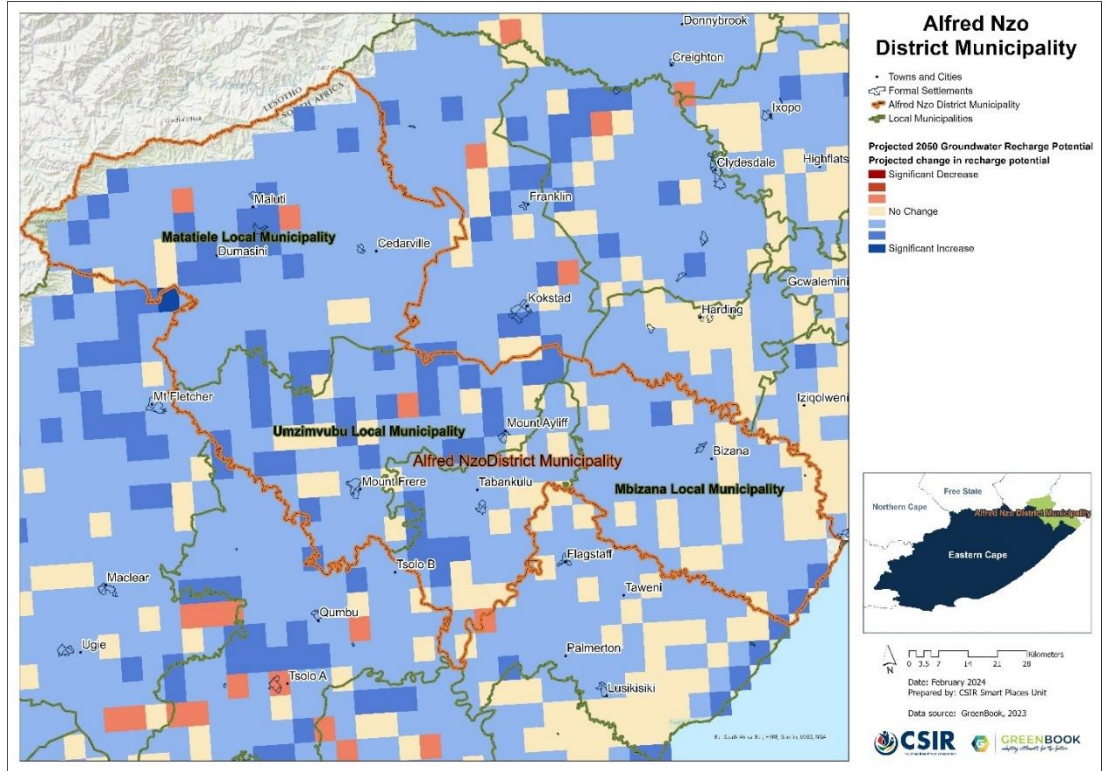 Alfred Nzo
District Municipality
Towns and Cities
Formal Settlements
Alfred Nzo District Municipality
Local Municipalities
Projected 2050 Groundwater Recharge Potential
Projected change in recharge potential
Significant Decrease
No Change
Significant Increase
Donnybrook
Creighton
LESOTHO
SOUTH AFRICA
Ixopo
Clydesdale
Highflats
Maluti
Franklin
Matatiele Local Municipality
Dumasini
Cedarville
Gcwalemini
Kokstad
Harding
Mt Fletcher
Iziqolweni
Umzimvubu Local Municipality
Mount Ayliff
Bizana
Alfred NzoDistrict Municipality
Mount Frere
Tabankulu
Mbizana Local Municipality
Flagstaff
Tsolo B
Maclear
Taweni
Qumbu
Ugie
Palmerton
Tsolo A
Lusikisiki
Free State
Northern Cape
Alfred Nzo District Municipality
Eastern Cape
Kilometers
0 3.5 7 14 21 28
N
Date: February 2024
Prepared by: CSIR Smart Places Unit
Data source: GreenBook, 2023
CSIR
GREENBOOK